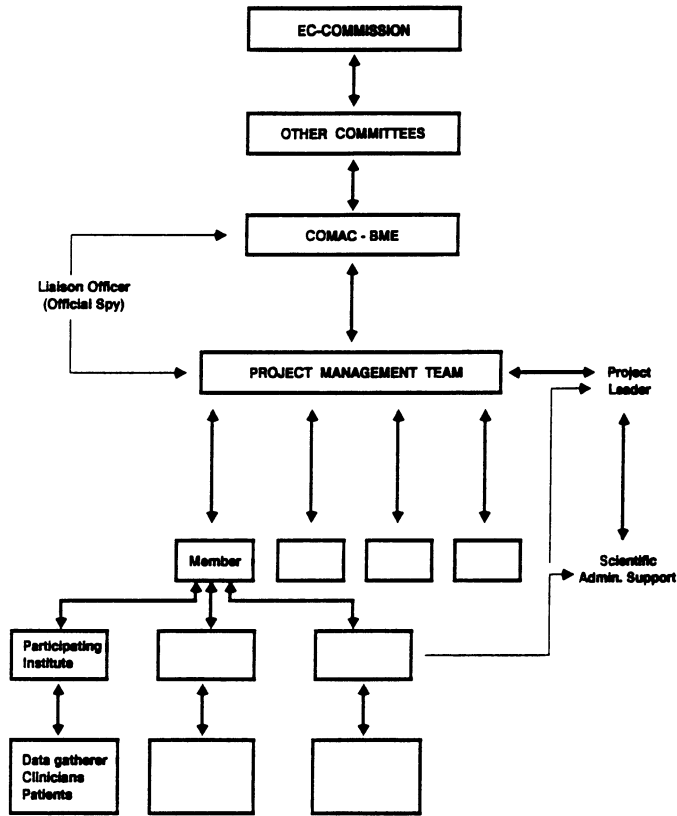 EC-COMMISSION
OTHER COMMITTEES
COMAC - BME
Liaison Officer
(Official Spy)
PROJECT MANAGEMENT TEAM
Project
Leader
Member
Scientific
Admin. Support
Participating
Institute
Data gatherer
Clinicians
Patients